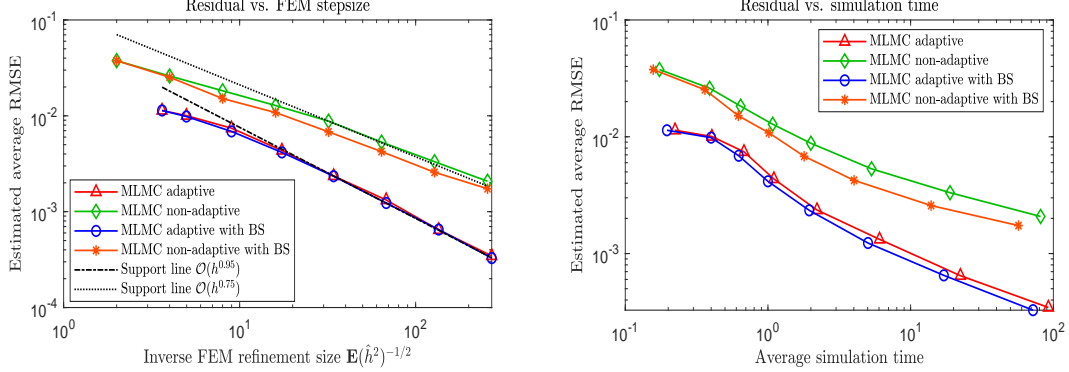 Residual vs. FEM stepsize
Estimated average RMSE
10^-1
10^-2
10^-3
10^-4
MLMC adaptive
MLMC non-adaptive
MLMC adaptive with BS
MLMC non-adaptive with BS
Support line 𝒪(h^0.95)
Support line 𝒪(h^0.75)
10^0
10^1
10^2
Inverse FEM refinement size E(ĥ^2)^-1/2
Residual vs. simulation time
Estimated average RMSE
10^-1
10^-2
10^-3
MLMC adaptive
MLMC non-adaptive
MLMC adaptive with BS
MLMC non-adaptive with BS
10^-1
10^0
10^1
10^2
Average simulation time